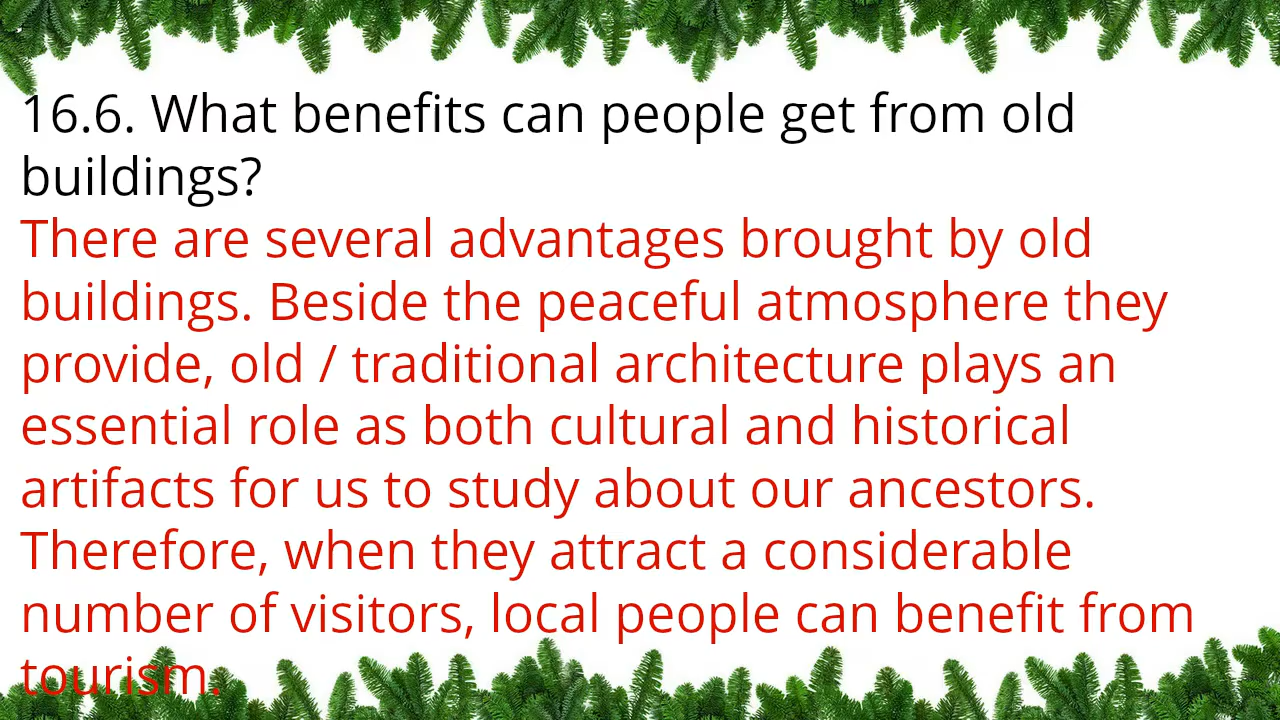 16.6. What benefits can people get from old
buildings?
There are several advantages brought by old
buildings. Beside the peaceful atmosphere they
provide, old / traditional architecture plays an
essential role as both cultural and historical
artifacts for us to study about our ancestors.
Therefore, when they attract a considerable
number of visitors, local people can benefit from
tourism.